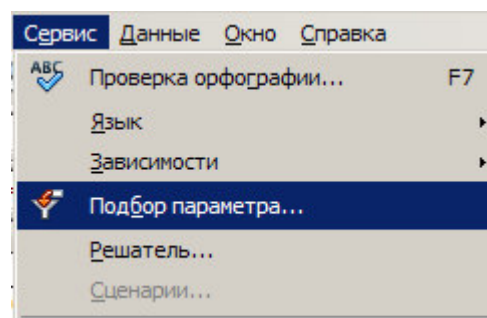 Сервис Данные Окно Справка
ABC Проверка орфографии... F7
Язык
Зависимости
Подбор параметра...
Решатель...
Сценарии...